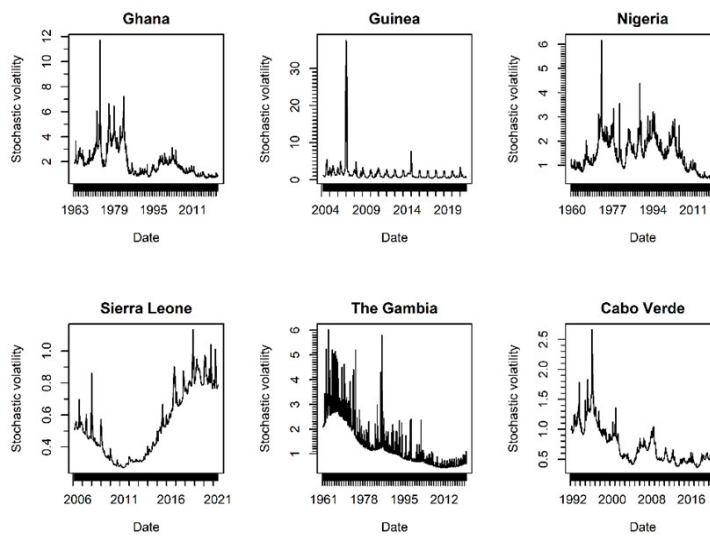 Ghana
Guinea
Nigeria
Stochastic volatility
12
10
8
6
4
2
1963 1979 1995 2011
Date
Stochastic volatility
30
20
10
0
2004 2009 2014 2019
Date
Stochastic volatility
6
5
4
3
2
1
1960 1977 1994 2011
Date
Sierra Leone
The Gambia
Cabo Verde
Stochastic volatility
1.0
0.8
0.6
0.4
2006 2011 2016 2021
Date
Stochastic volatility
6
5
4
3
2
1
1961 1978 1995 2012
Date
Stochastic volatility
2.5
2.0
1.5
1.0
0.5
1992 2000 2008 2016
Date